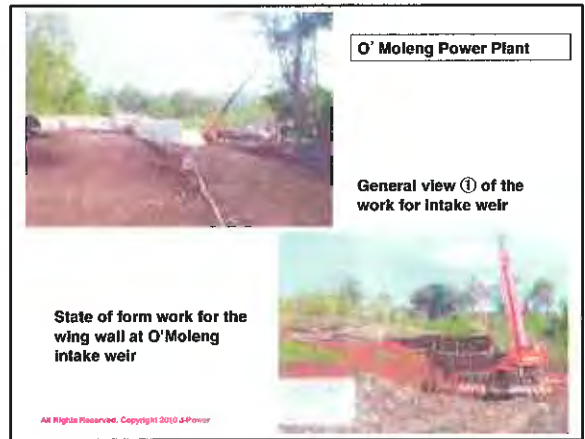 O' Moleng Power Plant
General view ① of the
work for intake weir
State of form work for the
wing wall at O'Moleng
intake weir
All Rights Reserved. Copyright 2010 J-Power